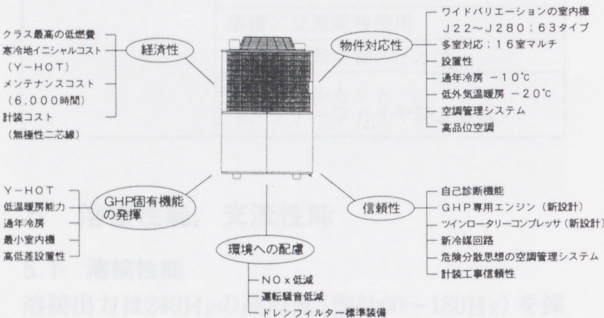 クラス最高の低燃費
寒冷地イニシャルコスト
（Y－HOT）
メンテナンスコスト
（6,000時間）
計装コスト
（無極性二芯線）
経済性
物件対応性
ワイドバリエーションの室内機
J22〜J280；63タイプ
多室対応；16室マルチ
設置性
通年冷房 －10℃
低外気温暖房 －20℃
空調管理システム
高品位空調
Y－HOT
低温暖房能力
通年冷房
最小室内機
高低差設置性
GHP固有機能
の発揮
環境への配慮
NOx低減
運転騒音低減
ドレンフィルター標準装備
信頼性
自己診断機能
GHP専用エンジン（新設計）
ツインロータリーコンプレッサ（新設計）
新冷媒回路
危険分散思想の空調管理システム
計装工事信頼性